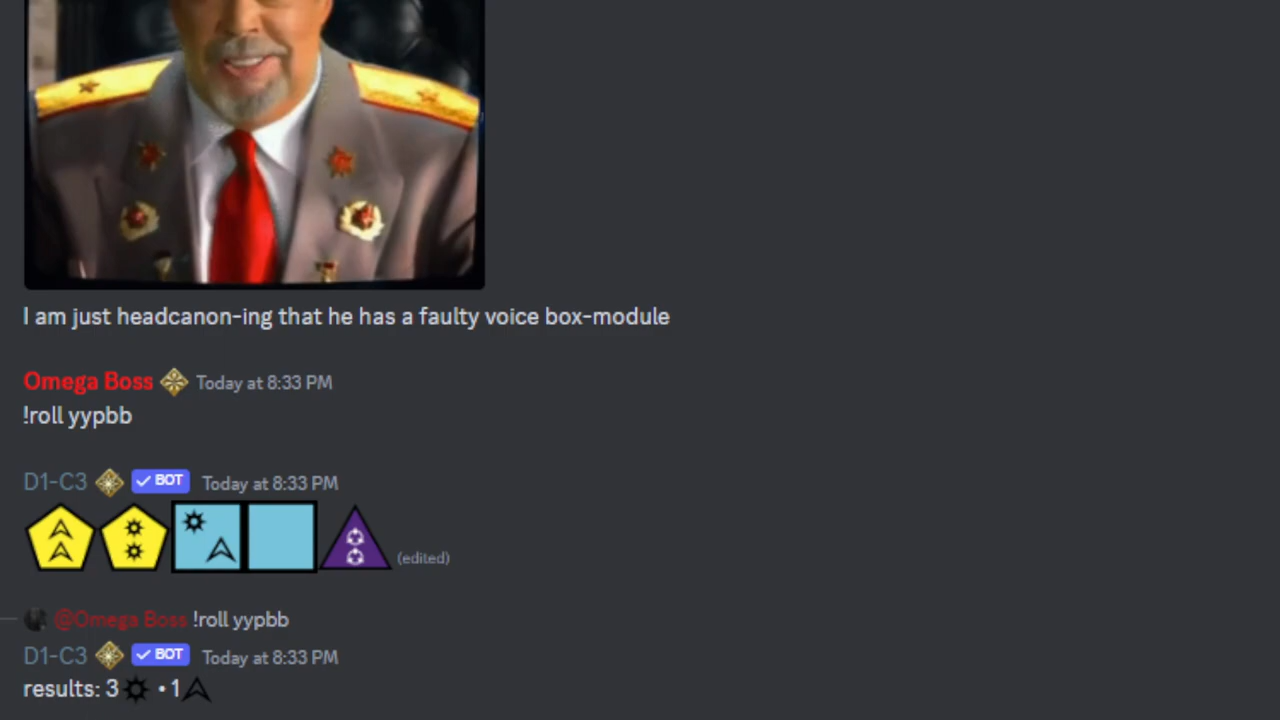 I am just headcanon-ing that he has a faulty voice box-module
Omega Boss Today at 8:33 PM
!roll yypbb
D1-C3 BOT Today at 8:33 PM
(edited)
@Omega Boss !roll yypbb
D1-C3 BOT Today at 8:33 PM
results: 3 • 1